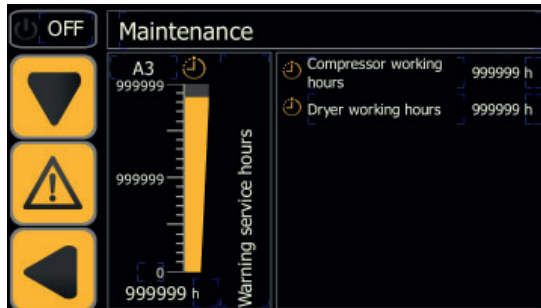 OFF
Maintenance
A3
999999
999999
0
999999 h
Warning service hours
Compressor working
hours
999999 h
Dryer working hours
999999 h